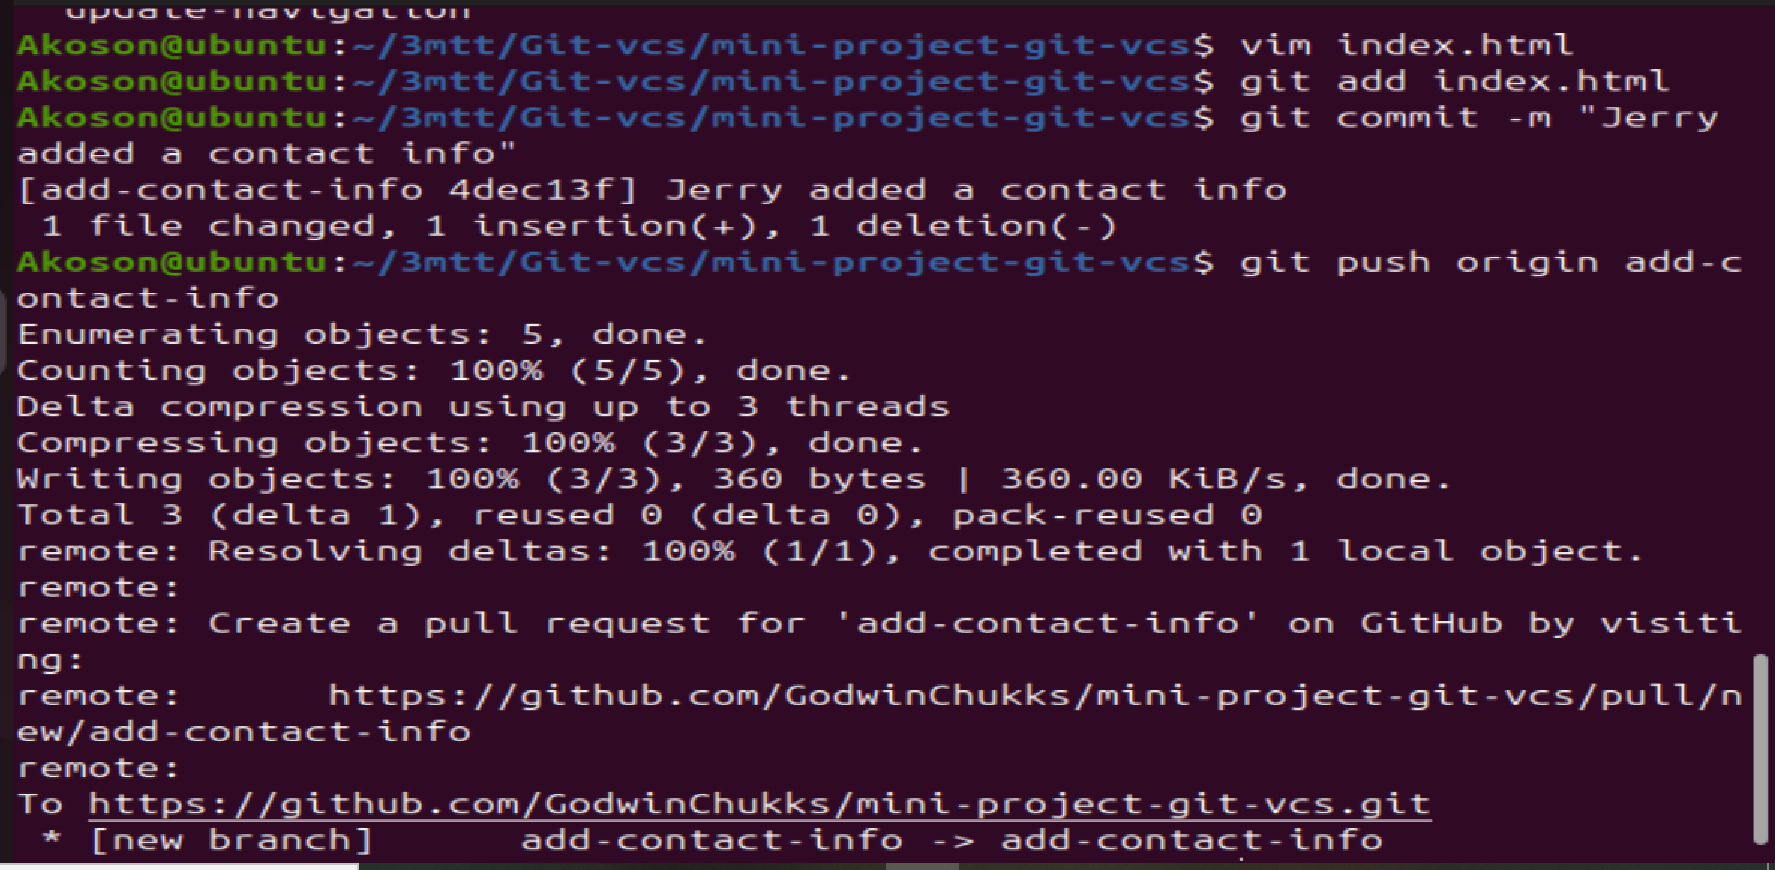 update-navigation
Akoson@ubuntu:~/3mtt/Git-vcs/mini-project-git-vcs$ vim index.html
Akoson@ubuntu:~/3mtt/Git-vcs/mini-project-git-vcs$ git add index.html
Akoson@ubuntu:~/3mtt/Git-vcs/mini-project-git-vcs$ git commit -m "Jerry
added a contact info"
[add-contact-info 4dec13f] Jerry added a contact info
 1 file changed, 1 insertion(+), 1 deletion(-)
Akoson@ubuntu:~/3mtt/Git-vcs/mini-project-git-vcs$ git push origin add-c
ontact-info
Enumerating objects: 5, done.
Counting objects: 100% (5/5), done.
Delta compression using up to 3 threads
Compressing objects: 100% (3/3), done.
Writing objects: 100% (3/3), 360 bytes | 360.00 KiB/s, done.
Total 3 (delta 1), reused 0 (delta 0), pack-reused 0
remote: Resolving deltas: 100% (1/1), completed with 1 local object.
remote:
remote: Create a pull request for 'add-contact-info' on GitHub by visiti
ng:
remote:      https://github.com/GodwinChukks/mini-project-git-vcs/pull/n
ew/add-contact-info
remote:
To https://github.com/GodwinChukks/mini-project-git-vcs.git
 * [new branch]      add-contact-info -> add-contact-info